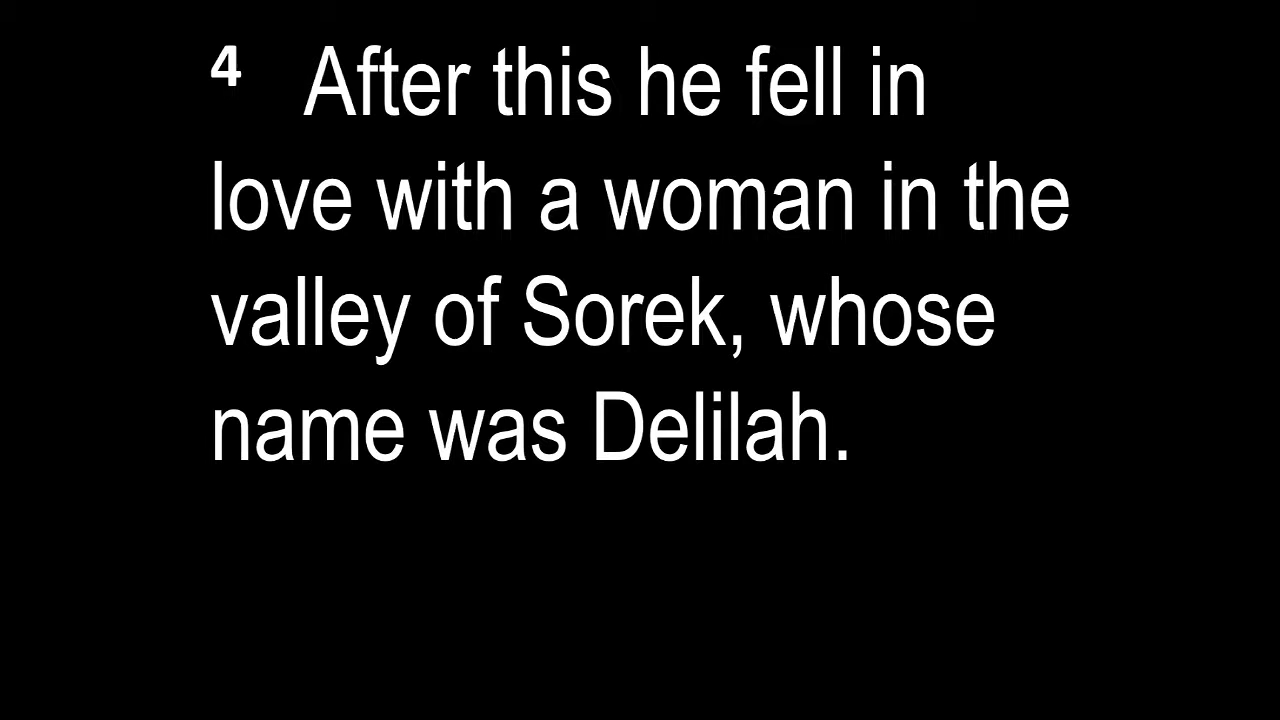 4 After this he fell in
love with a woman in the
valley of Sorek, whose
name was Delilah.